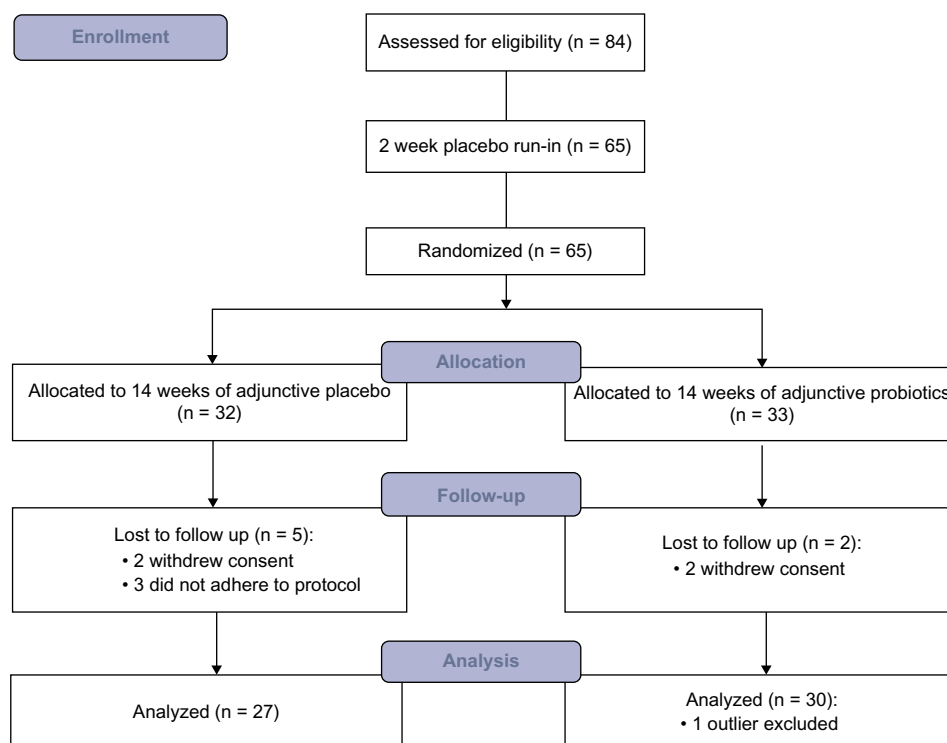 Enrollment
Assessed for eligibility (n = 84)
2 week placebo run-in (n = 65)
Randomized (n = 65)
Allocation
Allocated to 14 weeks of adjunctive placebo
(n = 32)
Allocated to 14 weeks of adjunctive probiotics
(n = 33)
Follow-up
Lost to follow up (n = 5):
• 2 withdrew consent
• 3 did not adhere to protocol
Lost to follow up (n = 2):
• 2 withdrew consent
Analysis
Analyzed (n = 27)
Analyzed (n = 30):
• 1 outlier excluded